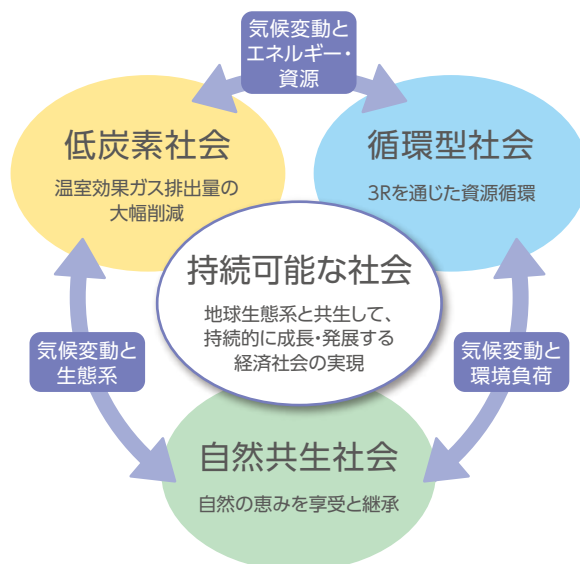 気候変動と
エネルギー・
資源
低炭素社会
温室効果ガス排出量の
大幅削減
循環型社会
3Rを通じた資源循環
持続可能な社会
地球生態系と共生して、
持続的に成長・発展する
経済社会の実現
気候変動と
生態系
気候変動と
環境負荷
自然共生社会
自然の恵みを享受と継承